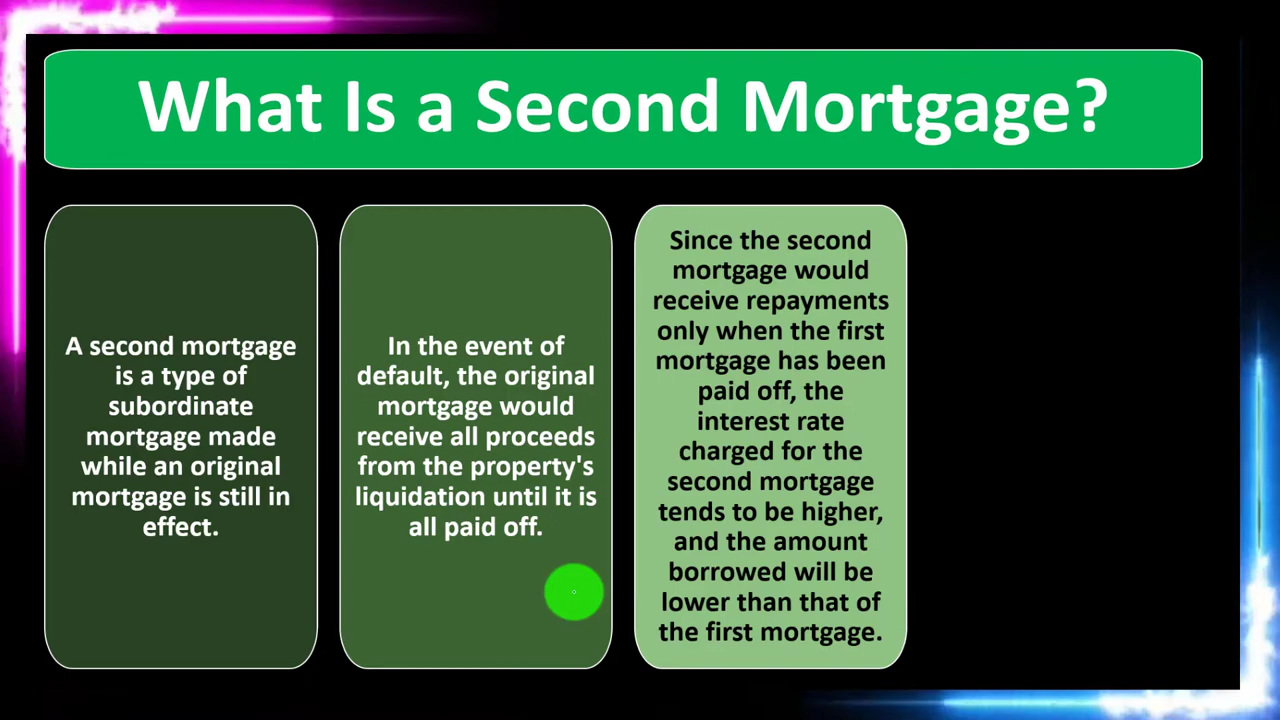 What Is a Second Mortgage?
A second mortgage
is a type of
subordinate
mortgage made
while an original
mortgage is still in
effect.
In the event of
default, the original
mortgage would
receive all proceeds
from the property's
liquidation until it is
all paid off.
Since the second
mortgage would
receive repayments
only when the first
mortgage has been
paid off, the
interest rate
charged for the
second mortgage
tends to be higher,
and the amount
borrowed will be
lower than that of
the first mortgage.